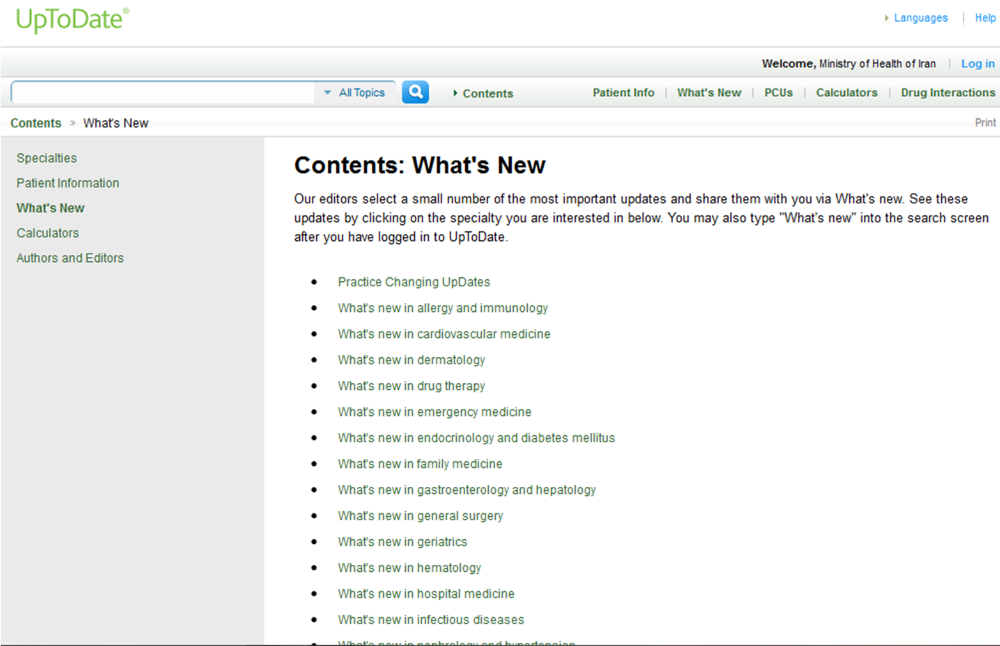 UpToDate®
Languages | Help
Welcome, Ministry of Health of Iran | Log in
All Topics Contents Patient Info | What's New | PCUs | Calculators | Drug Interactions
Contents » What's New Print
Specialties
Patient Information
What's New
Calculators
Authors and Editors
Contents: What's New
Our editors select a small number of the most important updates and share them with you via What's new. See these
updates by clicking on the specialty you are interested in below. You may also type "What's new" into the search screen
after you have logged in to UpToDate.
• Practice Changing UpDates
• What's new in allergy and immunology
• What's new in cardiovascular medicine
• What's new in dermatology
• What's new in drug therapy
• What's new in emergency medicine
• What's new in endocrinology and diabetes mellitus
• What's new in family medicine
• What's new in gastroenterology and hepatology
• What's new in general surgery
• What's new in geriatrics
• What's new in hematology
• What's new in hospital medicine
• What's new in infectious diseases
• What's new in nephrology and hypertension